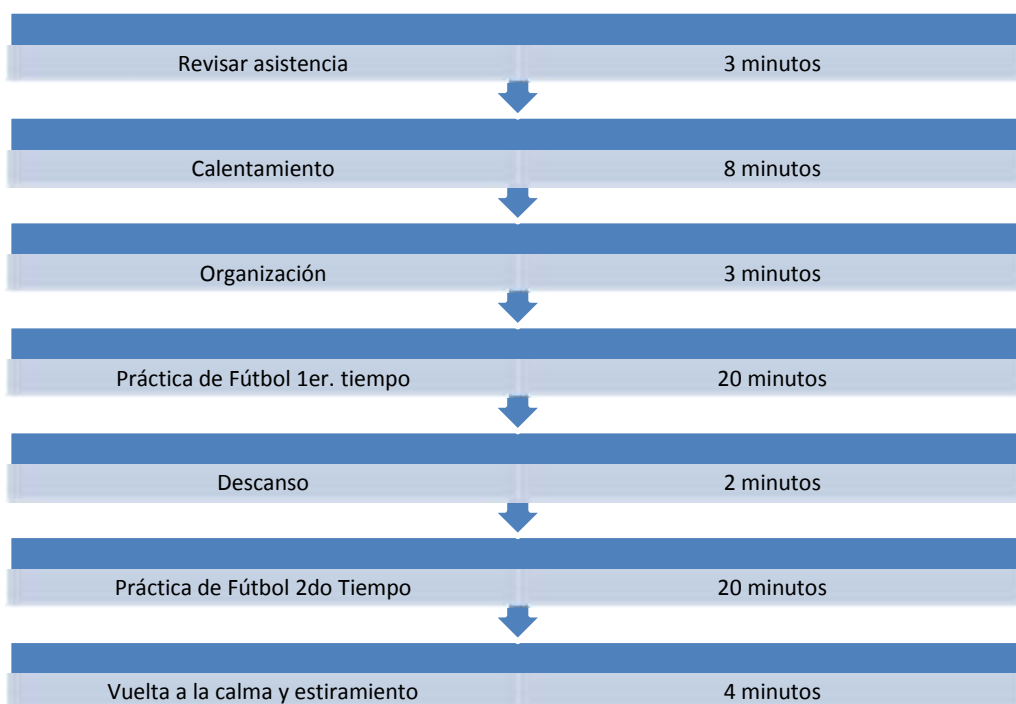 Revisar asistencia 3 minutos
Calentamiento 8 minutos
Organización 3 minutos
Práctica de Fútbol 1er. tiempo 20 minutos
Descanso 2 minutos
Práctica de Fútbol 2do Tiempo 20 minutos
Vuelta a la calma y estiramiento 4 minutos